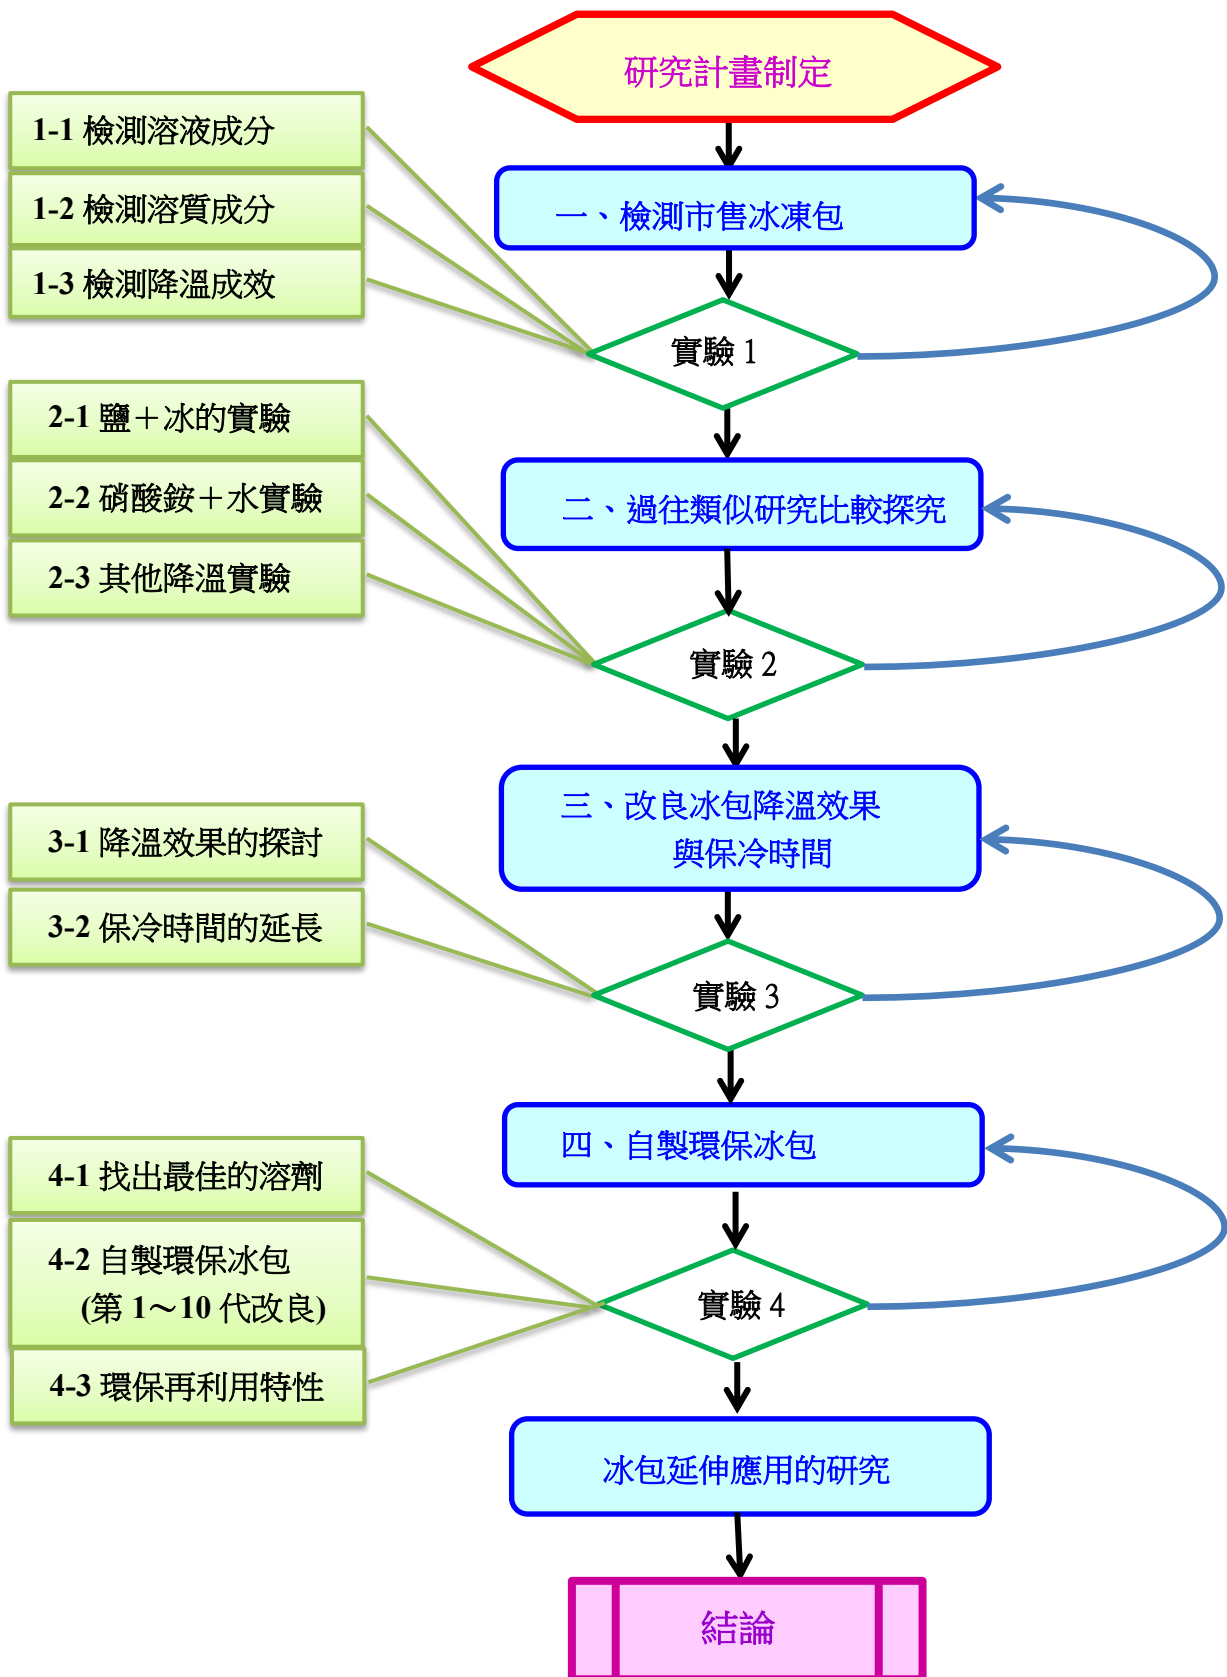 研究計畫制定
1-1 檢測溶液成分
1-2 檢測溶質成分
1-3 檢測降溫成效
一、檢測市售冰凍包
實驗 1
2-1 鹽＋冰的實驗
2-2 硝酸銨＋水實驗
2-3 其他降溫實驗
二、過往類似研究比較探究
實驗 2
三、改良冰包降溫效果
與保冷時間
3-1 降溫效果的探討
3-2 保冷時間的延長
實驗 3
四、自製環保冰包
4-1 找出最佳的溶劑
4-2 自製環保冰包
(第 1～10 代改良)
4-3 環保再利用特性
實驗 4
冰包延伸應用的研究
結論